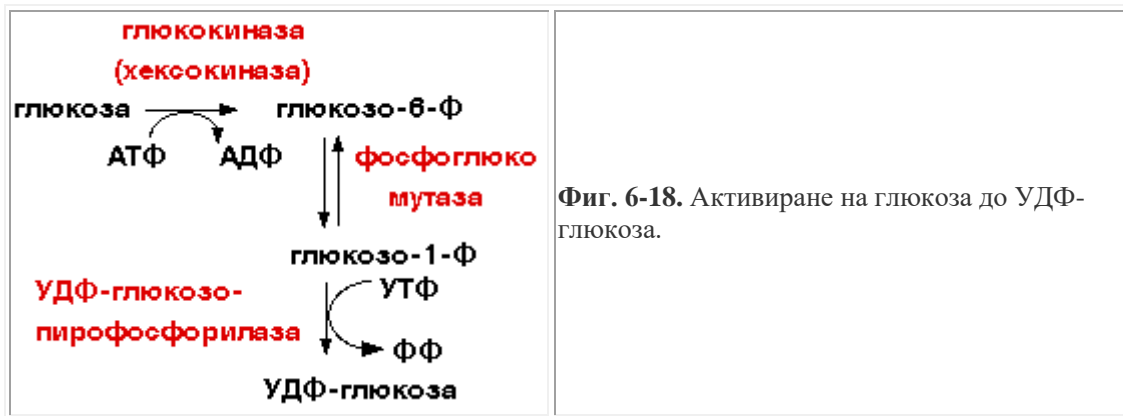 глюкокиназа
(хексокиназа)
глюкоза
глюкозо-6-Ф
АТФ
АДФ
фосфоглюко
мутаза
глюкозо-1-Ф
УДФ-глюкозо-
пирофосфорилаза
УТФ
ФФ
УДФ-глюкоза
Фиг. 6-18. Активиране на глюкоза до УДФ-
глюкоза.